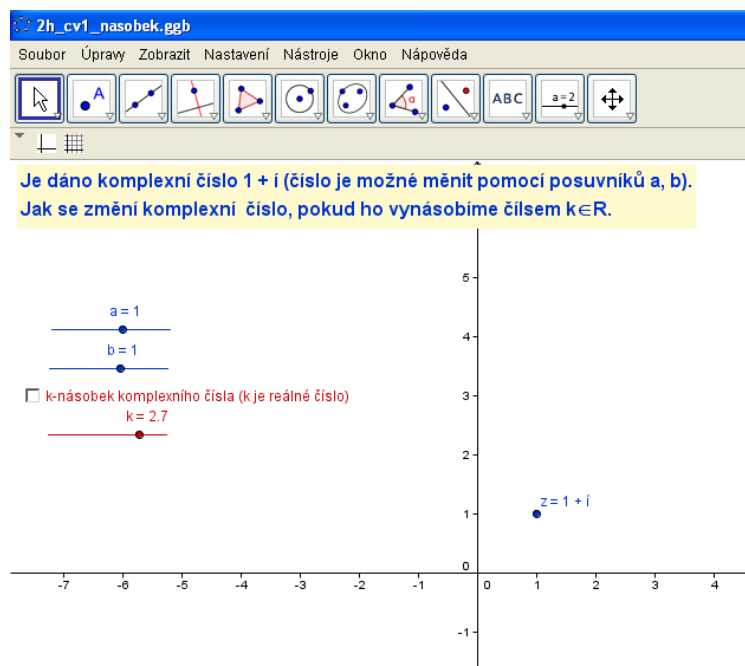 2h_cv1_nasobek.ggb
Soubor Úpravy Zobrazit Nastavení Nástroje Okno Nápověda
A α ABC a=2
Je dáno komplexní číslo 1 + í (číslo je možné měnit pomocí posuvníků a, b).
Jak se změní komplexní číslo, pokud ho vynásobíme čílsem k∈R.
a = 1
b = 1
k-násobek komplexního čísla (k je reálné číslo)
k = 2.7
5
4
3
2
z = 1 + í
1
0
-7 -6 -5 -4 -3 -2 -1 0 1 2 3 4
-1